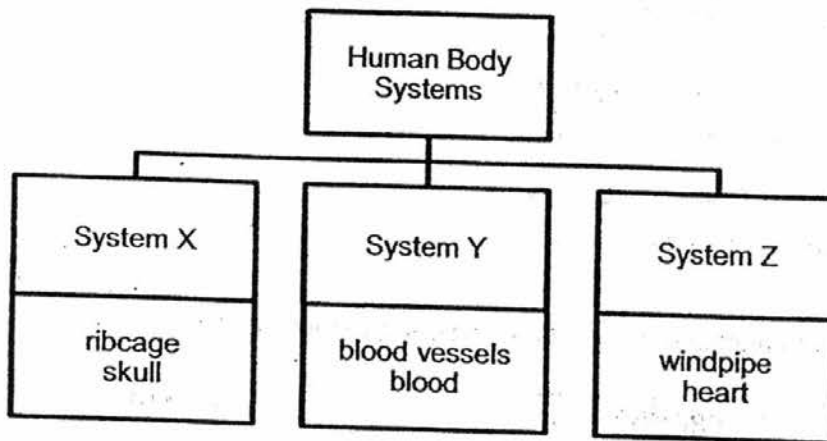 Human Body
Systems
System X
System Y
System Z
ribcage
skull
blood vessels
blood
windpipe
heart